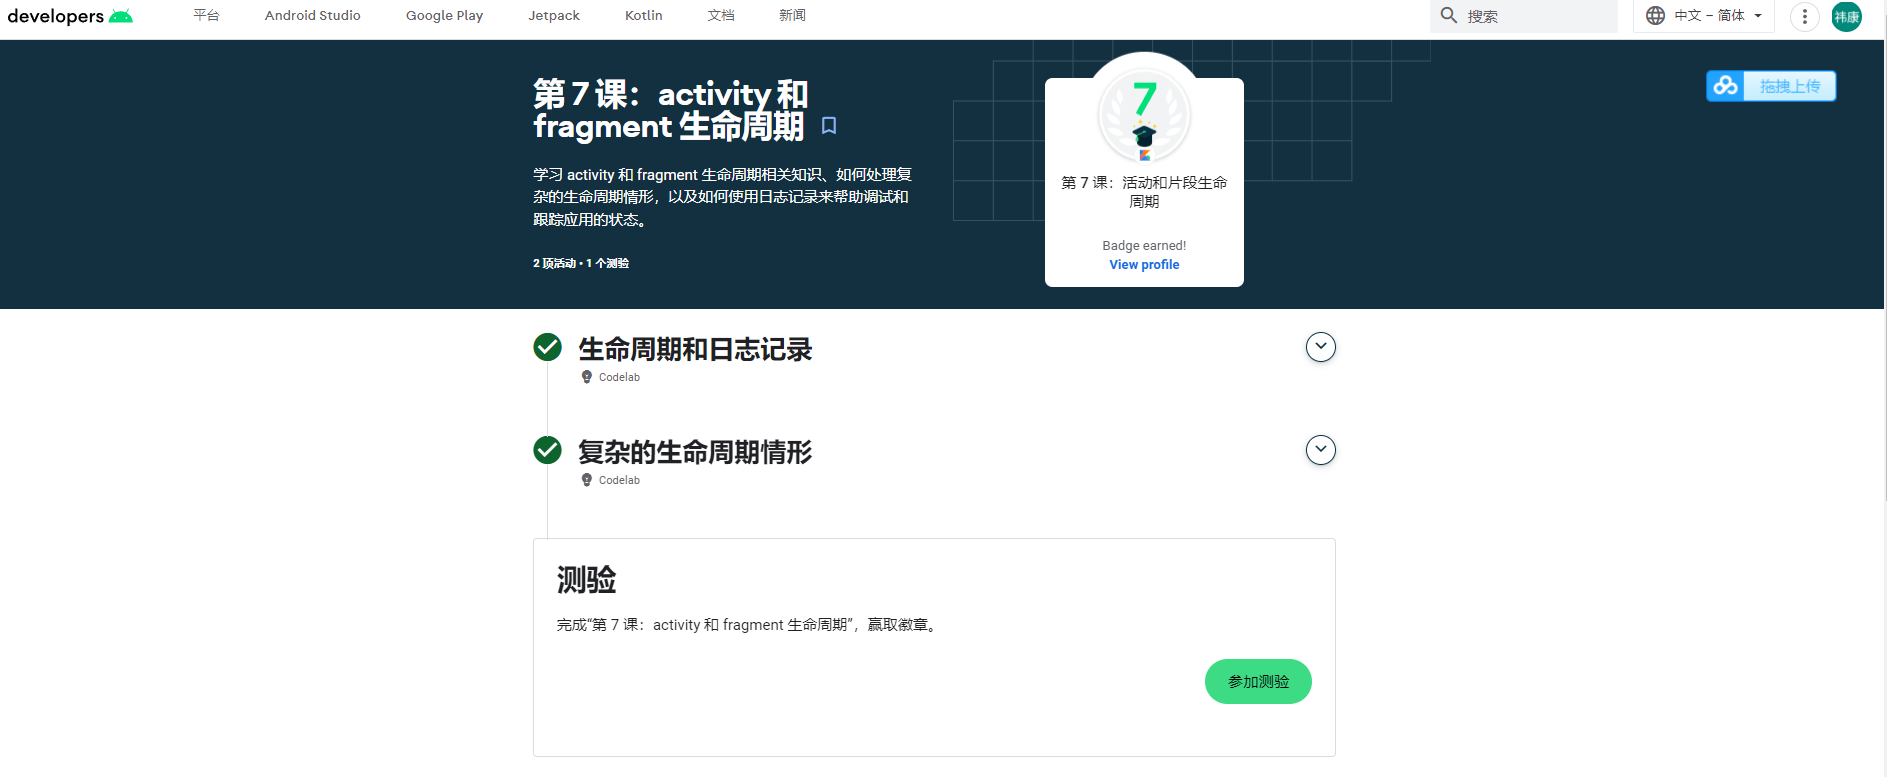 developers
平台
Android Studio
Google Play
Jetpack
Kotlin
文档
新闻
搜索
中文 – 简体
祎康
第 7 课：activity 和
fragment 生命周期
学习 activity 和 fragment 生命周期相关知识、如何处理复
杂的生命周期情形，以及如何使用日志记录来帮助调试和
跟踪应用的状态。
2 项活动 • 1 个测验
7
第 7 课：活动和片段生命
周期
Badge earned!
View profile
拖拽上传
生命周期和日志记录
Codelab
复杂的生命周期情形
Codelab
测验
完成“第 7 课：activity 和 fragment 生命周期”，赢取徽章。
参加测验